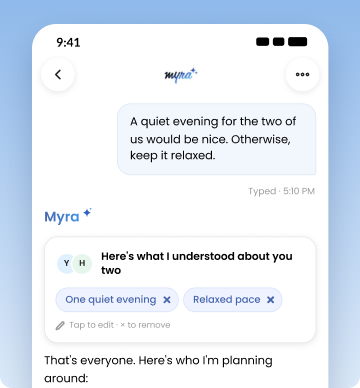 9:41
myra
A quiet evening for the two of
us would be nice. Otherwise,
keep it relaxed.
Typed · 5:10 PM
Myra
Y H
Here's what I understood about you
two
One quiet evening ×
Relaxed pace ×
Tap to edit · × to remove
That's everyone. Here's who I'm planning
around: